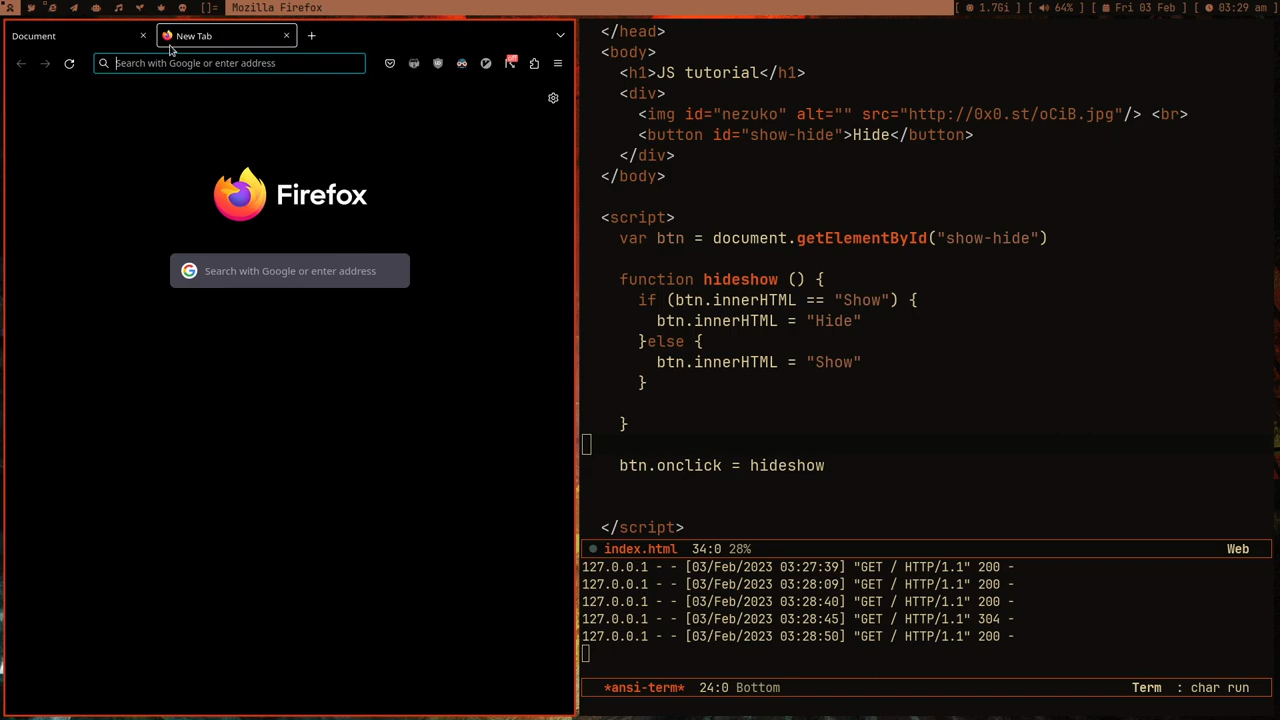 []= Mozilla Firefox [ 1.7Gi ] [ 64% ] [ Fri 03 Feb ] [ 03:29 am ]
Document New Tab
Search with Google or enter address
off
Firefox
Search with Google or enter address
</head>
<body>
<h1>JS tutorial</h1>
<div>
<img id="nezuko" alt="" src="http://0x0.st/oCiB.jpg"/> <br>
<button id="show-hide">Hide</button>
</div>
</body>
<script>
var btn = document.getElementById("show-hide")
function hideshow () {
if (btn.innerHTML == "Show") {
btn.innerHTML = "Hide"
}else {
btn.innerHTML = "Show"
}
}
btn.onclick = hideshow
</script>
index.html 34:0 28% Web
127.0.0.1 - - [03/Feb/2023 03:27:39] "GET / HTTP/1.1" 200 -
127.0.0.1 - - [03/Feb/2023 03:28:09] "GET / HTTP/1.1" 200 -
127.0.0.1 - - [03/Feb/2023 03:28:40] "GET / HTTP/1.1" 200 -
127.0.0.1 - - [03/Feb/2023 03:28:45] "GET / HTTP/1.1" 304 -
127.0.0.1 - - [03/Feb/2023 03:28:50] "GET / HTTP/1.1" 200 -
*ansi-term* 24:0 Bottom Term : char run